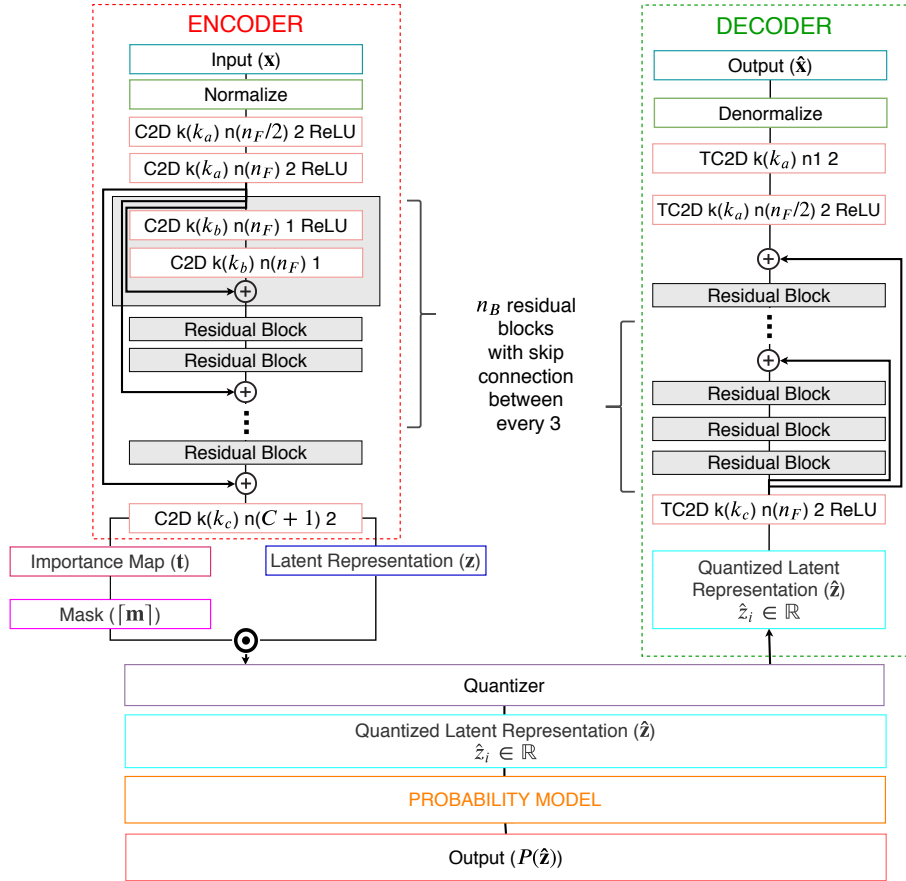 ENCODER
Input (x)
Normalize
C2D k(k_a) n(n_F/2) 2 ReLU
C2D k(k_a) n(n_F) 2 ReLU
C2D k(k_b) n(n_F) 1 ReLU
C2D k(k_b) n(n_F) 1
+
Residual Block
Residual Block
+
Residual Block
+
C2D k(k_c) n(C + 1) 2
Importance Map (t)
Latent Representation (z)
Mask (⌈m⌉)
n_B residual
blocks
with skip
connection
between
every 3
DECODER
Output (x̂)
Denormalize
TC2D k(k_a) n1 2
TC2D k(k_a) n(n_F/2) 2 ReLU
+
Residual Block
+
Residual Block
Residual Block
Residual Block
TC2D k(k_c) n(n_F) 2 ReLU
Quantized Latent
Representation (ẑ)
ẑ_i ∈ ℝ
Quantizer
Quantized Latent Representation (ẑ)
ẑ_i ∈ ℝ
PROBABILITY MODEL
Output (P(ẑ))